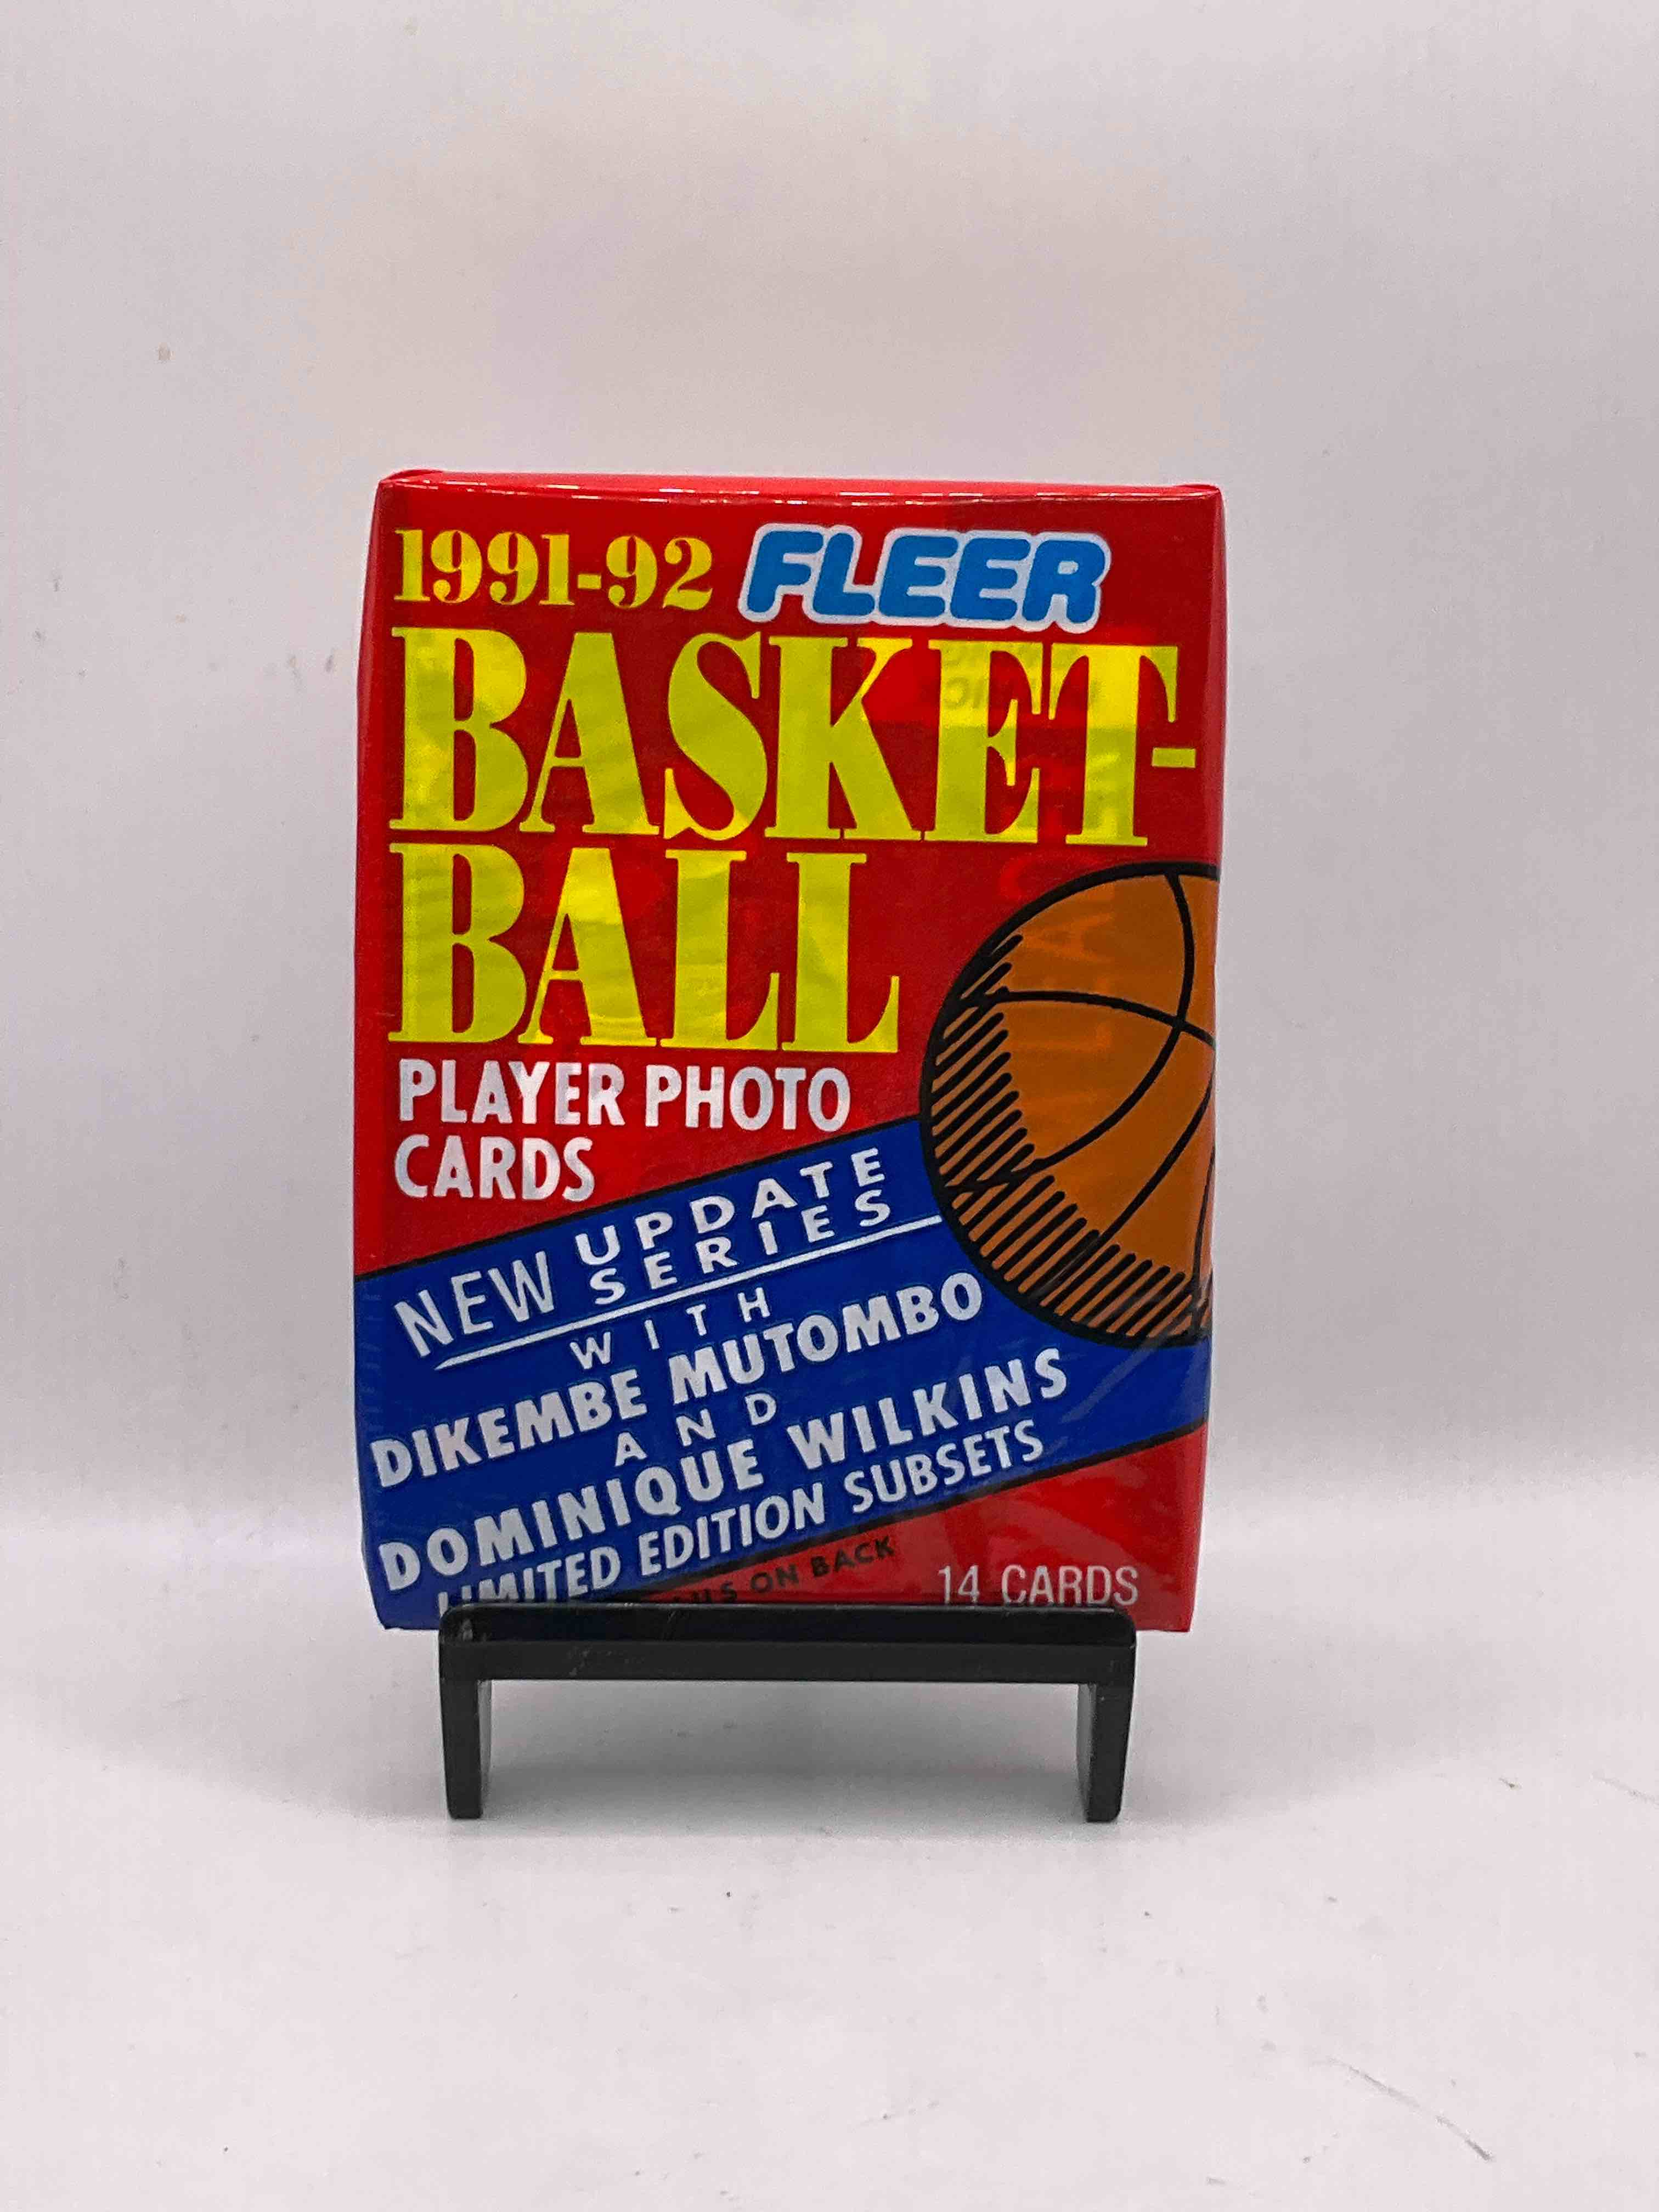 1991-92 FLEER
BASKET-
BALL
PLAYER PHOTO
CARDS
NEW UPDATE
SERIES
WITH
DIKEMBE MUTOMBO
AND
DOMINIQUE WILKINS
LIMITED EDITION SUBSETS
ON BACK
14 CARDS